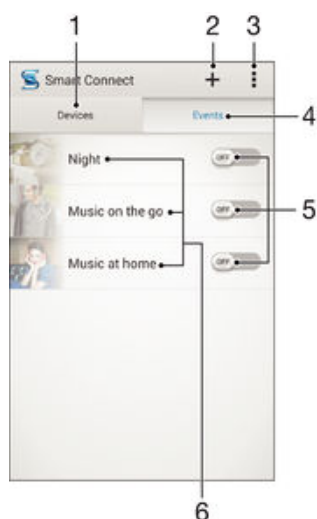 1 2 3
Smart Connect
Devices Events 4
Night OFF
Music on the go OFF 5
Music at home OFF
6